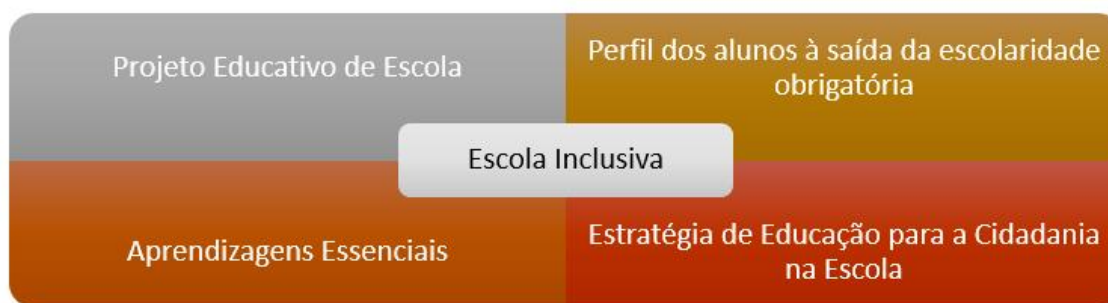 Projeto Educativo de Escola
Perfil dos alunos à saída da escolaridade
obrigatória
Escola Inclusiva
Aprendizagens Essenciais
Estratégia de Educação para a Cidadania
na Escola